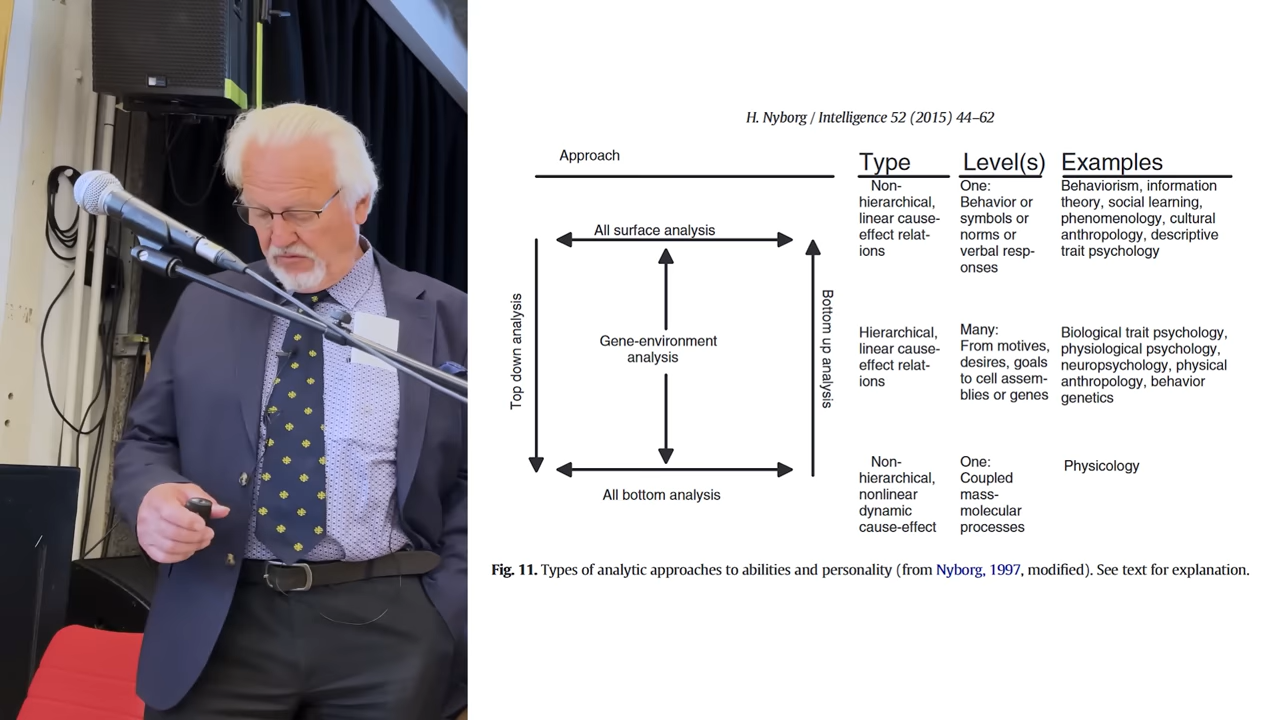 H. Nyborg / Intelligence 52 (2015) 44–62
Approach
Type
Level(s)
Examples
All surface analysis
Top down analysis
Gene-environment
analysis
Bottom up analysis
All bottom analysis
Non-
hierarchical,
linear cause-
effect relat-
ions
One:
Behavior or
symbols or
norms or
verbal resp-
onses
Behaviorism, information
theory, social learning,
phenomenology, cultural
anthropology, descriptive
trait psychology
Hierarchical,
linear cause-
effect relat-
ions
Many:
From motives,
desires, goals
to cell assem-
blies or genes
Biological trait psychology,
physiological psychology,
neuropsychology, physical
anthropology, behavior
genetics
Non-
hierarchical,
nonlinear
dynamic
cause-effect
One:
Coupled
mass-
molecular
processes
Physicology
Fig. 11. Types of analytic approaches to abilities and personality (from Nyborg, 1997, modified). See text for explanation.